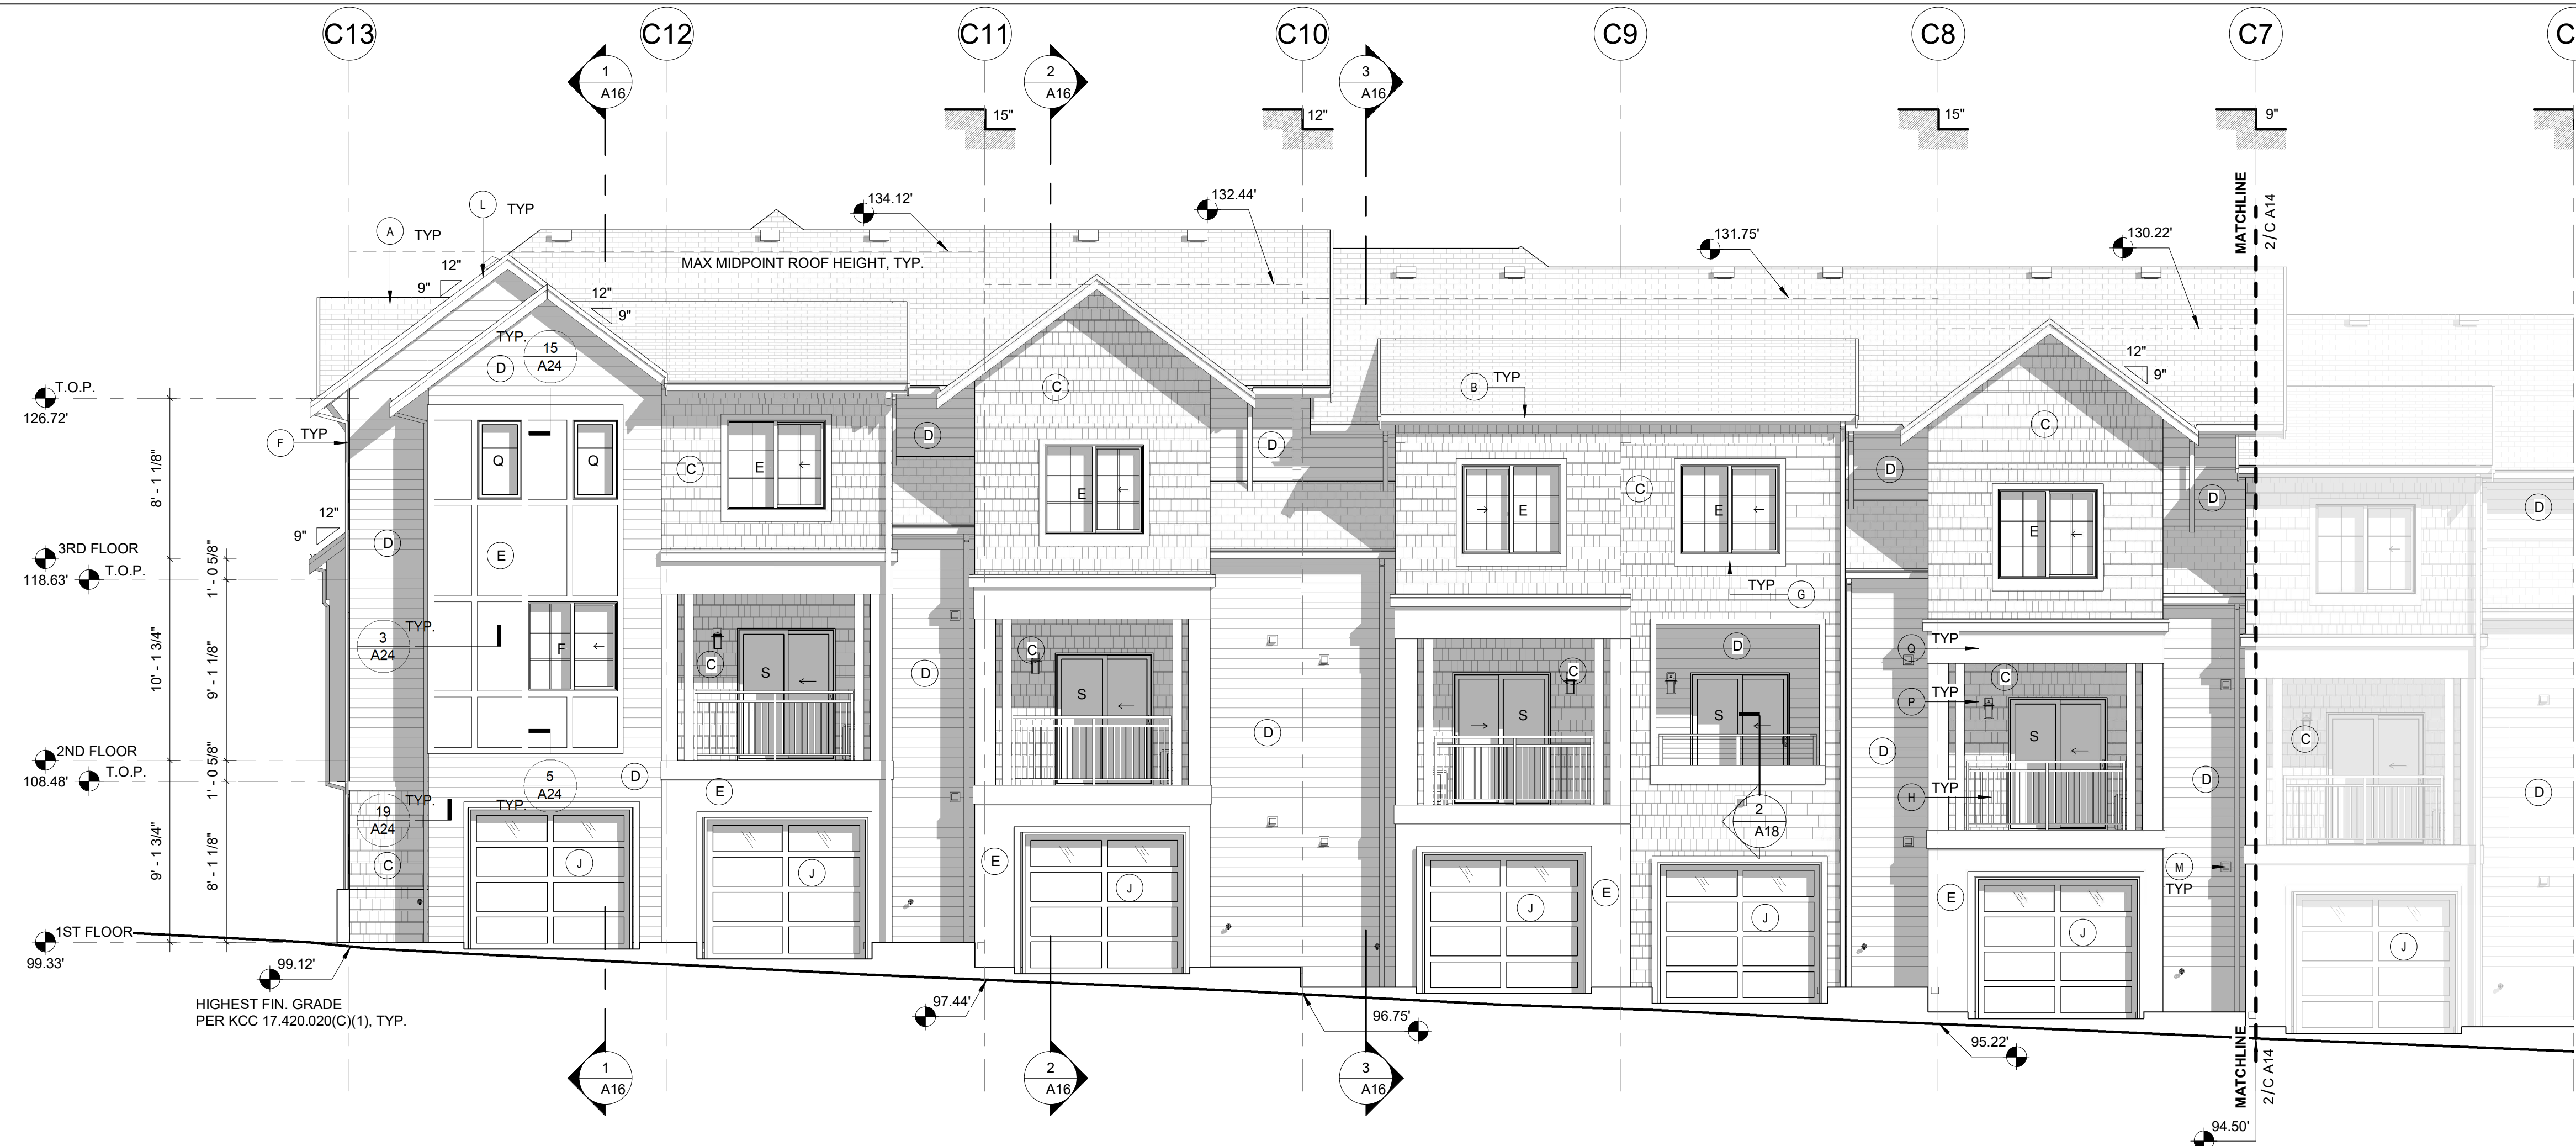 C13
C12
C11
C10
C9
C8
C7
C
1
A16
2
A16
3
A16
15"
12"
15"
9"
MATCHLINE
2/C A14
134.12'
132.44'
131.75'
130.22'
L TYP
A TYP
12"
9"
MAX MIDPOINT ROOF HEIGHT, TYP.
12"
9"
TYP.
15
A24
D
C
B TYP
12"
9"
C
T.O.P.
126.72'
F TYP
D
D
Q
Q
C
E
E
E
C
E
D
E
D
D
8' - 1 1/8"
12"
9"
D
E
TYP
G
3RD FLOOR
118.63'
T.O.P.
1' - 0 5/8"
10' - 1 3/4"
9' - 1 1/8"
3
A24
TYP.
F
C
S
D
C
S
C
S
D
S
Q TYP
C
P TYP
S
D
D
C
D
H TYP
D
2ND FLOOR
108.48'
T.O.P.
1' - 0 5/8"
5
A24
D
E
19
A24
TYP.
TYP.
2
A18
D
9' - 1 3/4"
8' - 1 1/8"
C
J
J
E
J
J
E
J
E
J
M
TYP
J
1ST FLOOR
99.33'
99.12'
HIGHEST FIN. GRADE
PER KCC 17.420.020(C)(1), TYP.
97.44'
96.75'
95.22'
1
A16
2
A16
3
A16
MATCHLINE
2/C A14
94.50'